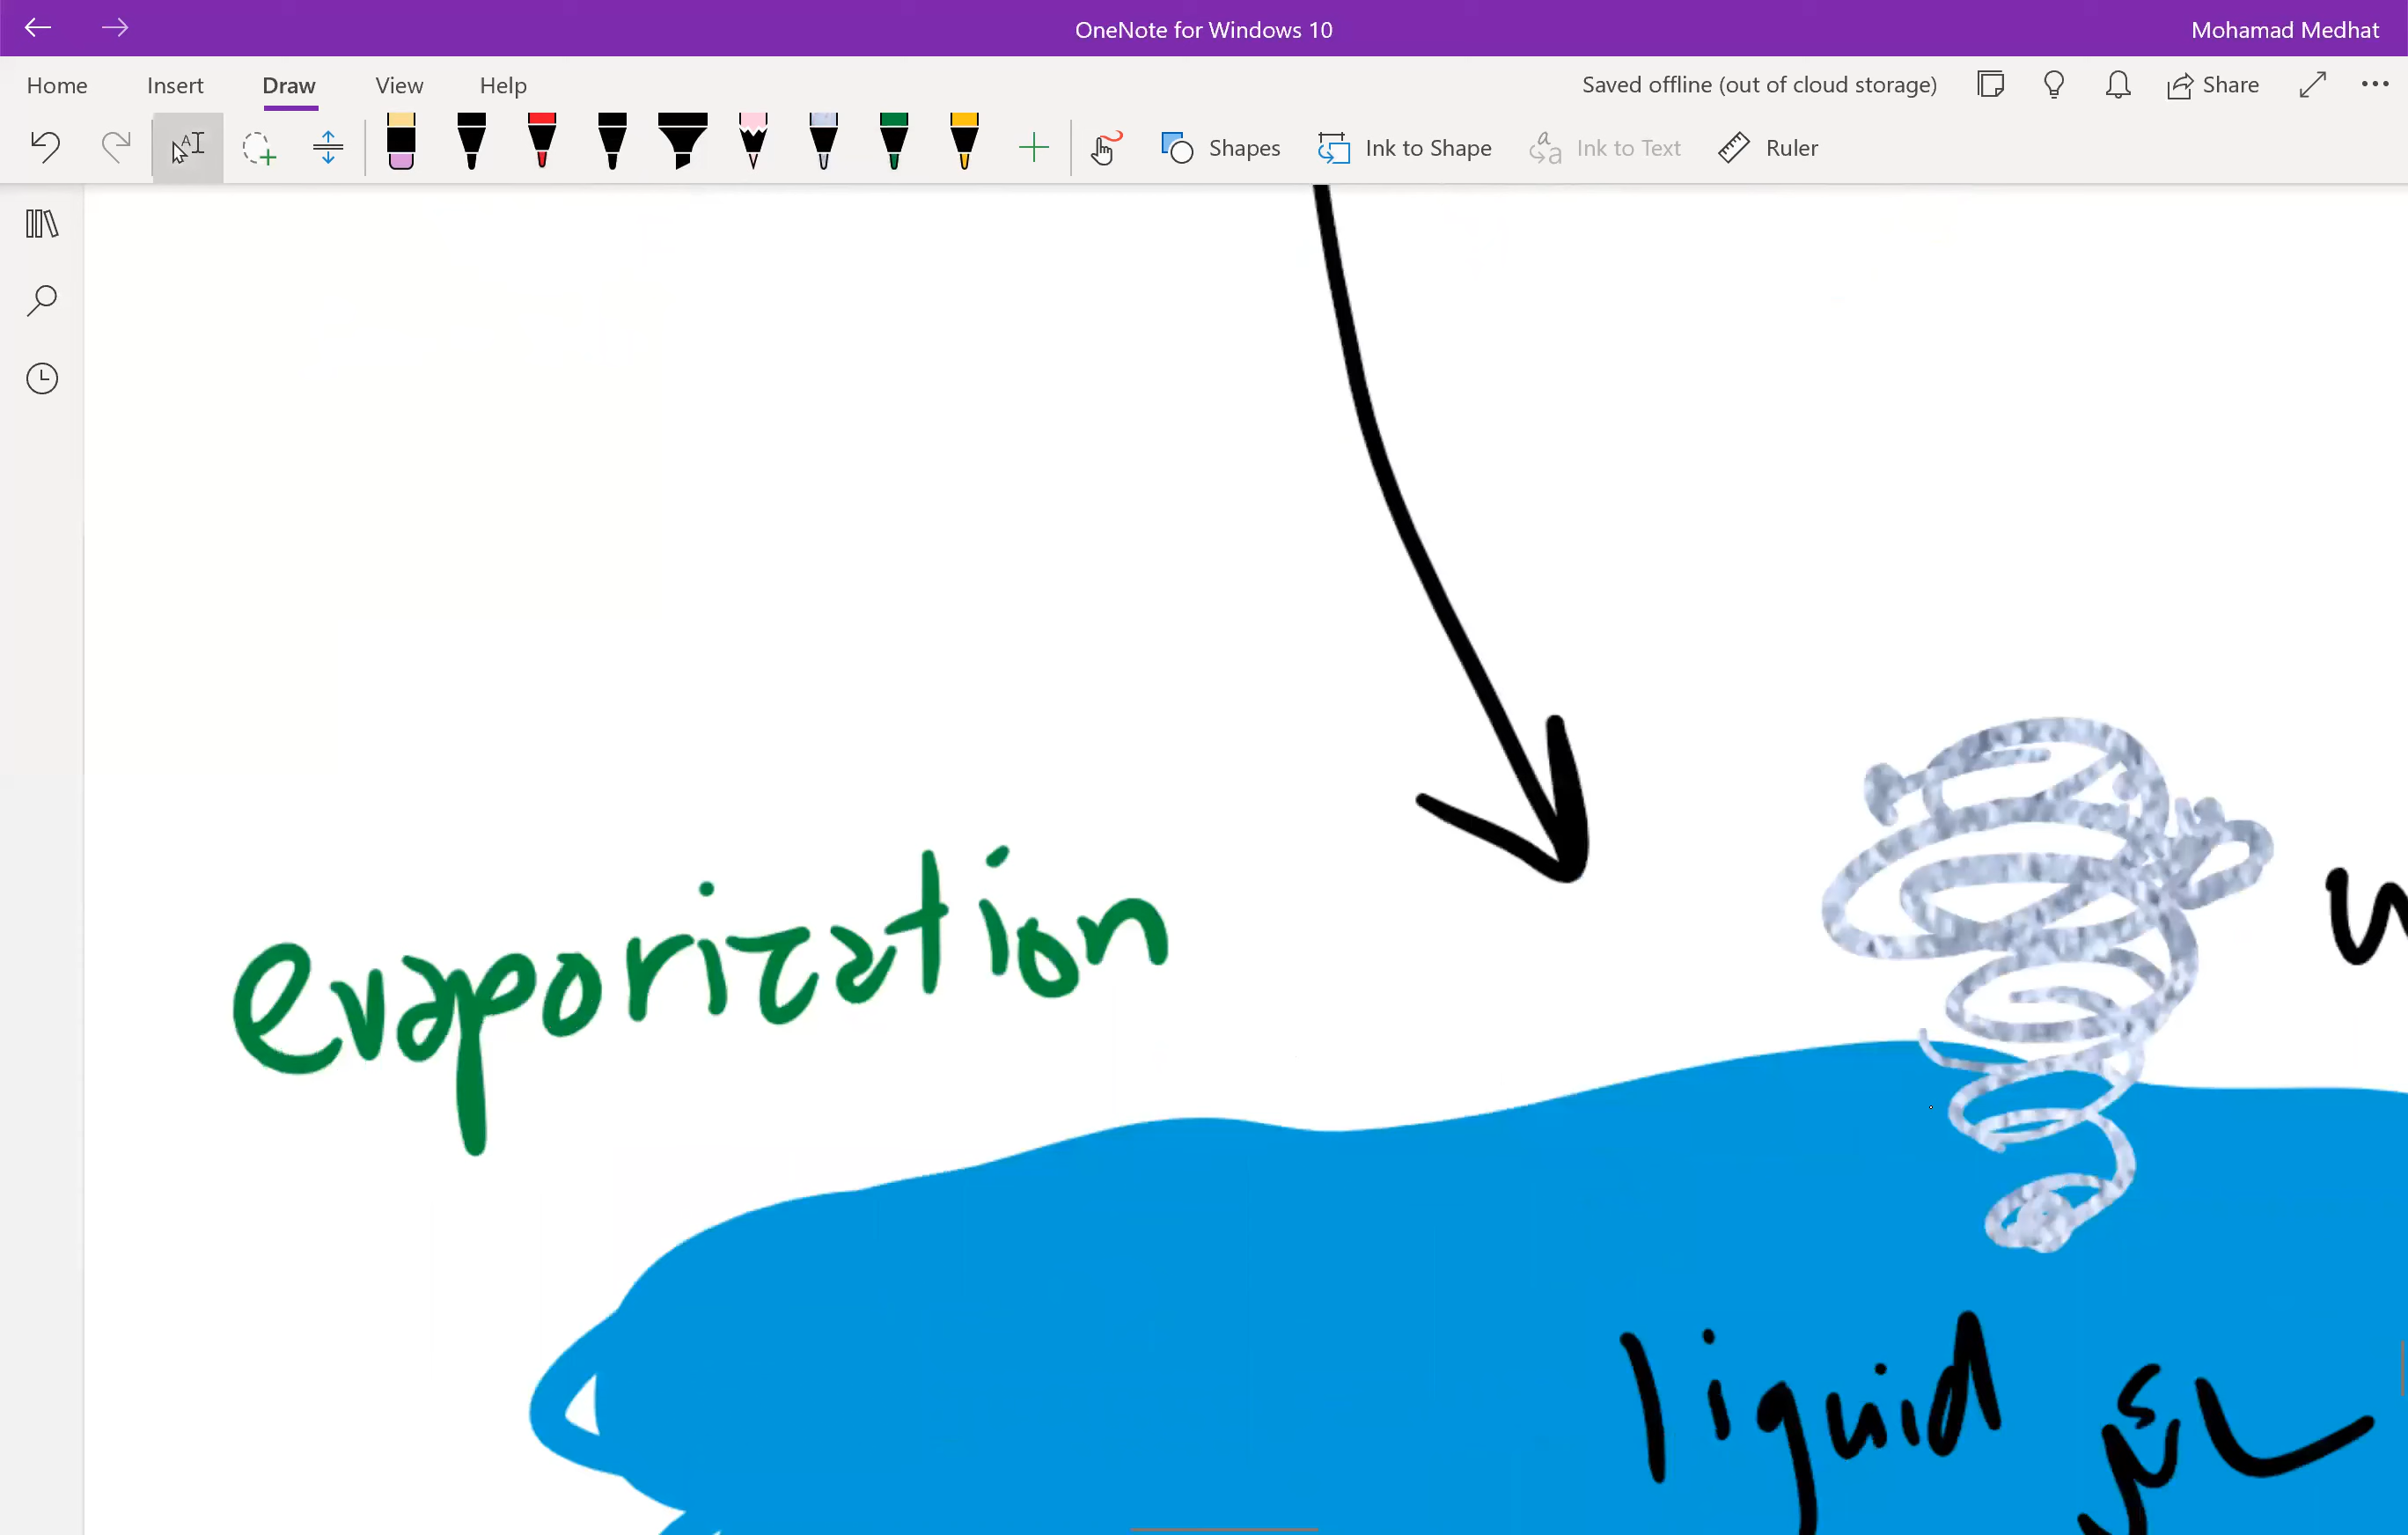 OneNote for Windows 10
Mohamad Medhat
Home Insert Draw View Help
Saved offline (out of cloud storage)
Share
Shapes
Ink to Shape
Ink to Text
Ruler
evaporization
liquid